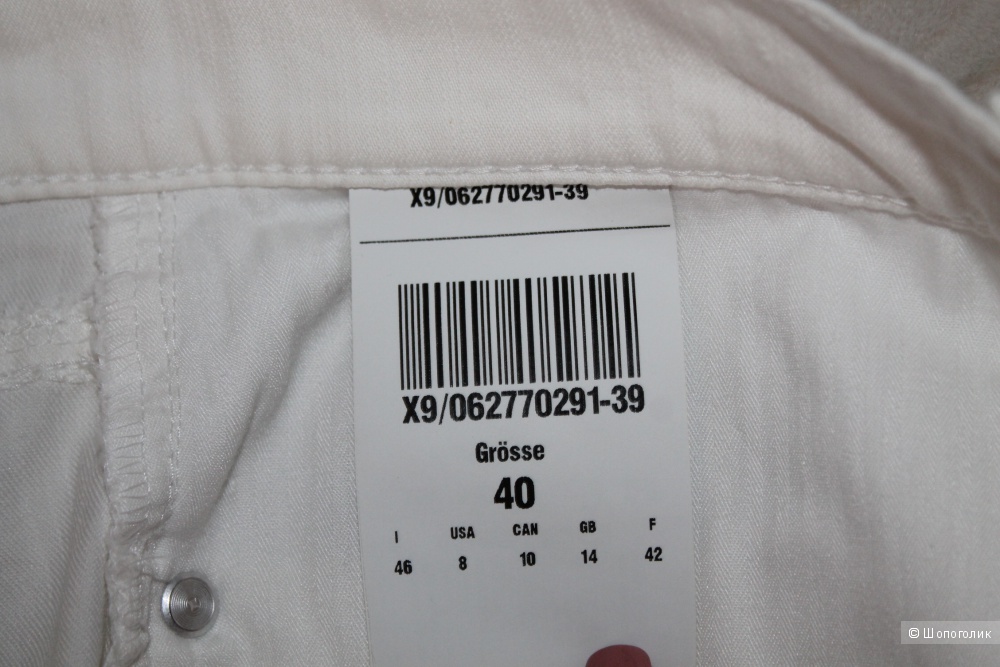 X9/062770291-39
X9/062770291-39
Grösse
40
I USA CAN GB F
46 8 10 14 42
© Шопоголик